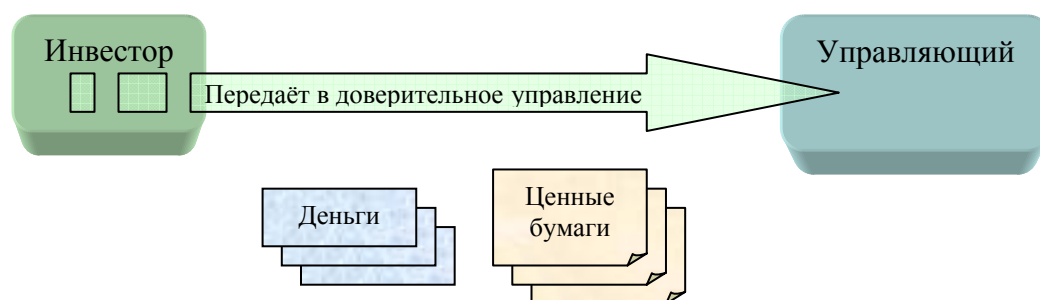 Инвестор
Управляющий
Передаёт в доверительное управление
Деньги
Ценные
бумаги